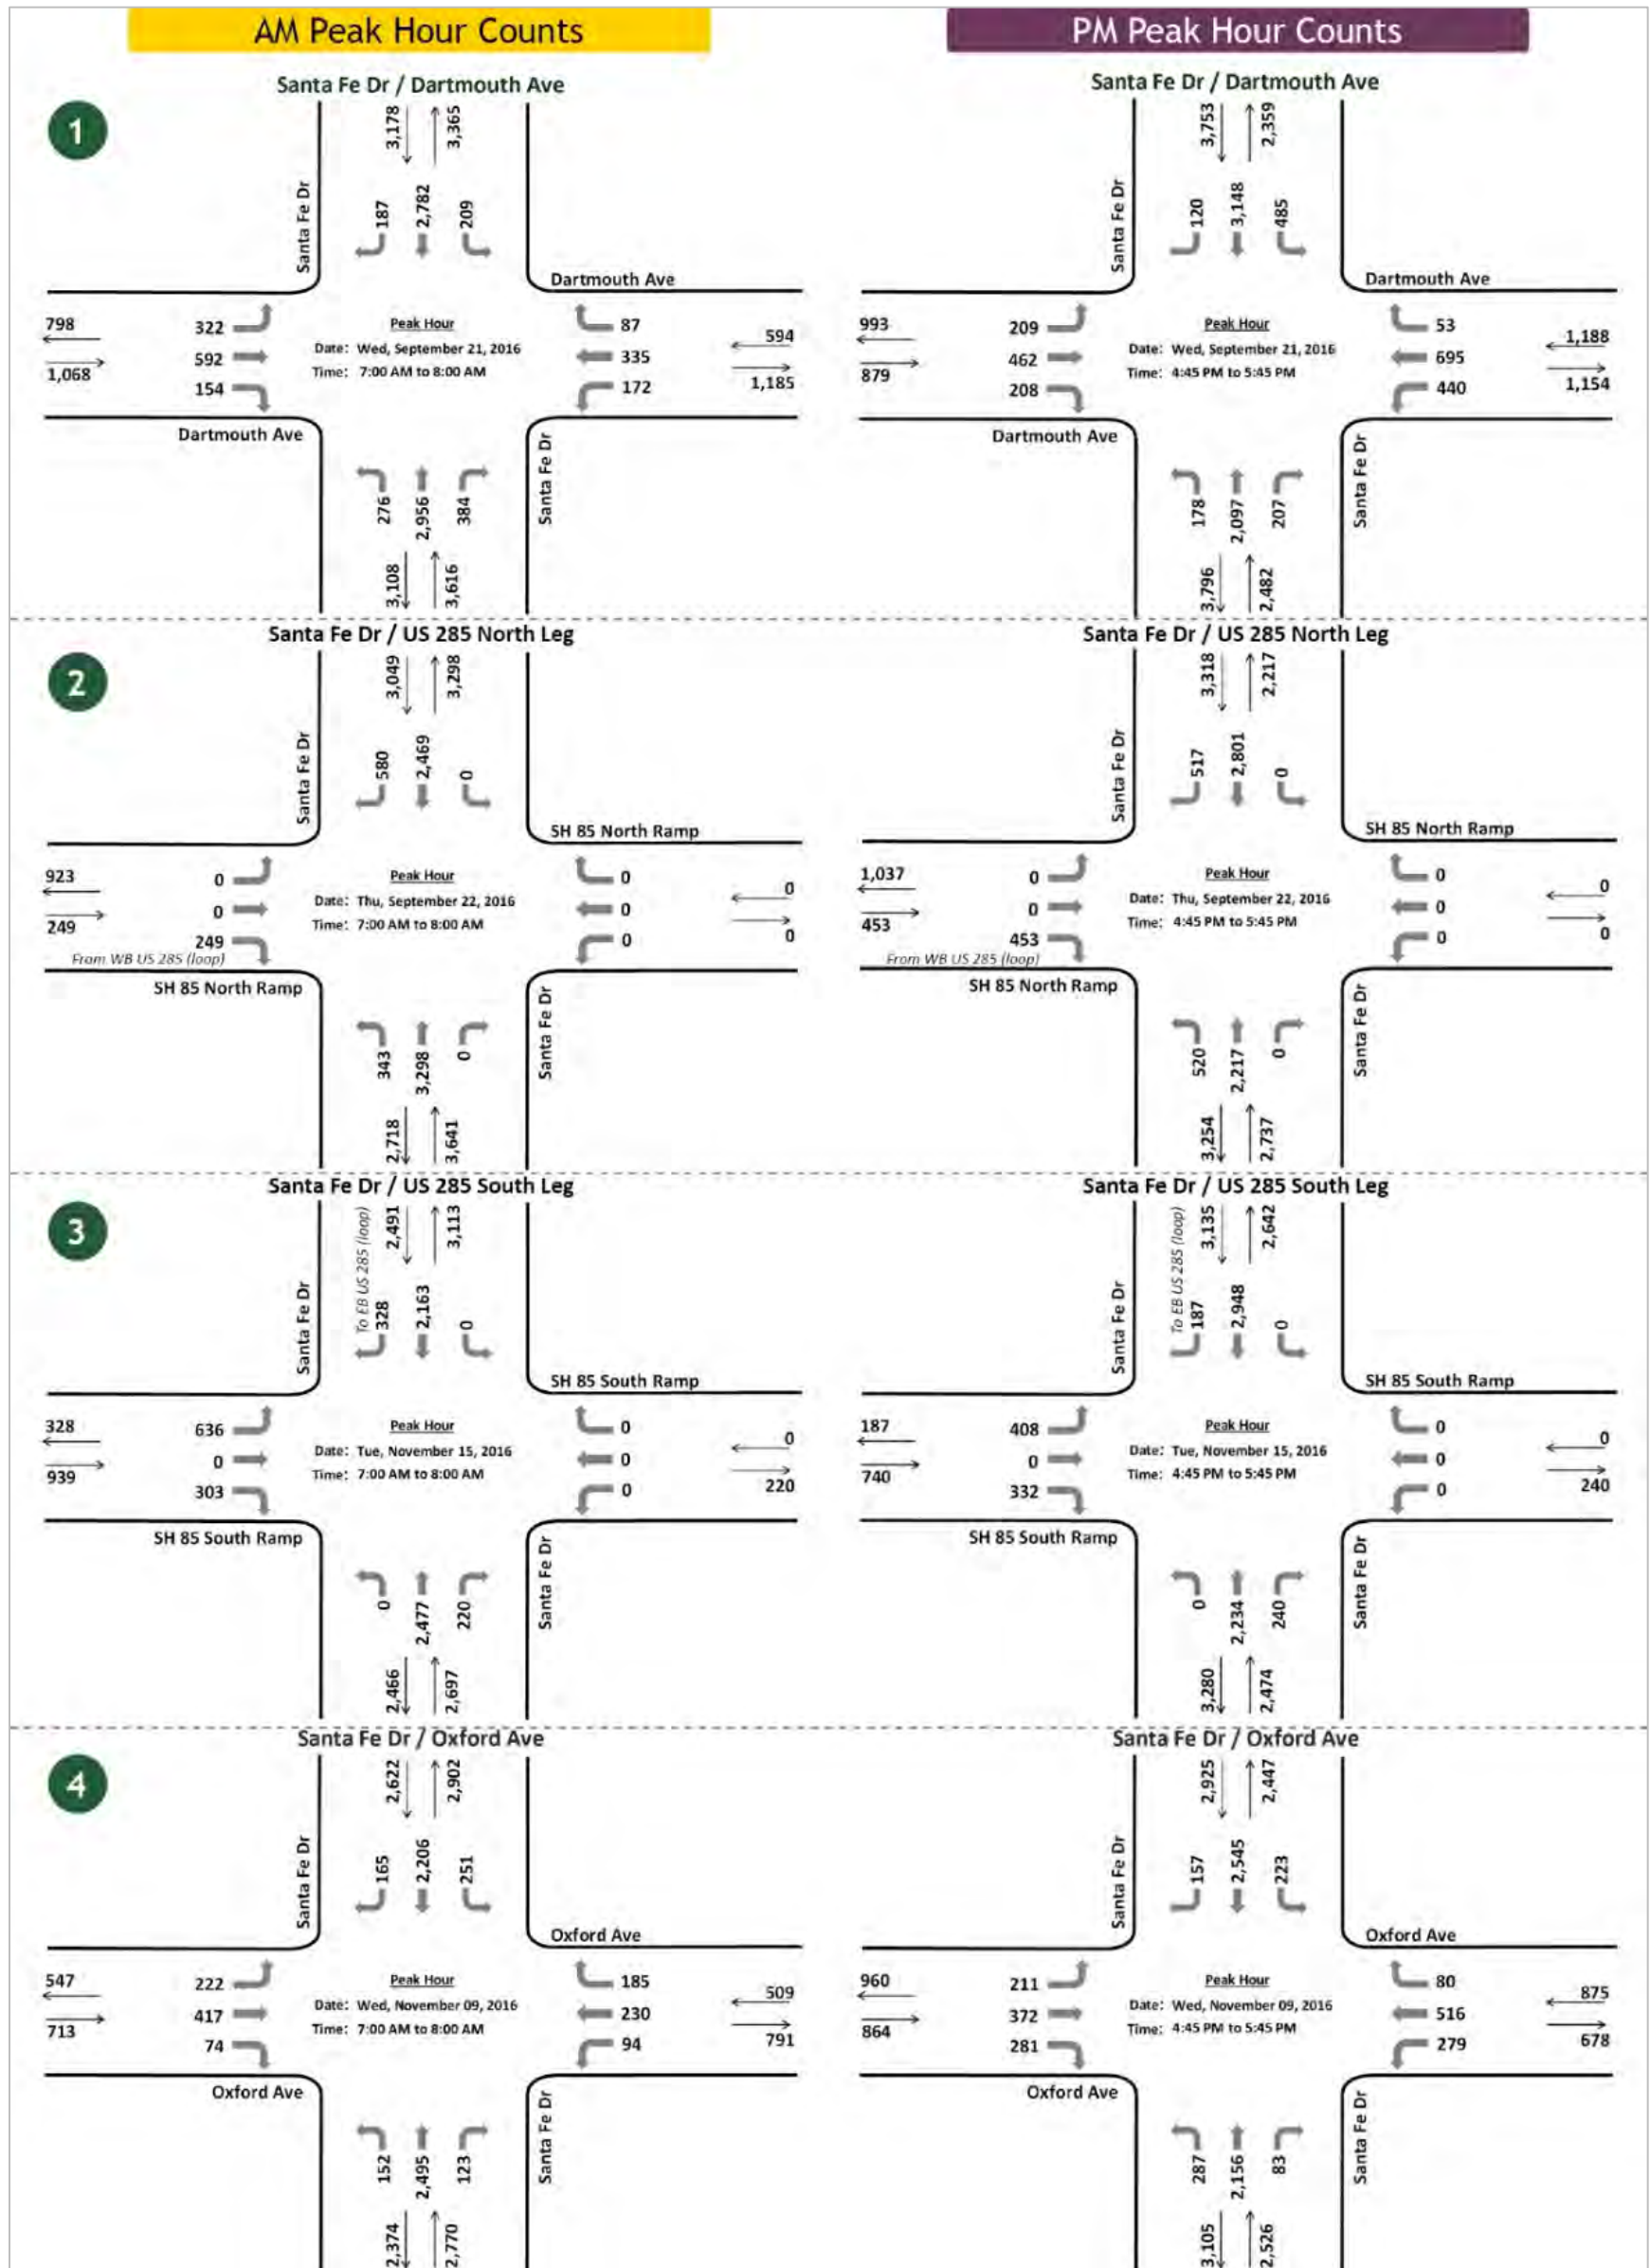 AM Peak Hour Counts
PM Peak Hour Counts
1
Santa Fe Dr / Dartmouth Ave
3,178
3,365
Santa Fe Dr
187
2,782
209
Dartmouth Ave
798
1,068
322
592
154
Peak Hour
Date: Wed, September 21, 2016
Time: 7:00 AM to 8:00 AM
87
335
172
594
1,185
Dartmouth Ave
276
2,956
384
Santa Fe Dr
3,108
3,616
Santa Fe Dr / Dartmouth Ave
3,753
2,359
Santa Fe Dr
120
3,148
485
Dartmouth Ave
993
879
209
462
208
Peak Hour
Date: Wed, September 21, 2016
Time: 4:45 PM to 5:45 PM
53
695
440
1,188
1,154
Dartmouth Ave
178
2,097
207
Santa Fe Dr
3,796
2,482
2
Santa Fe Dr / US 285 North Leg
3,049
3,298
Santa Fe Dr
580
2,469
0
SH 85 North Ramp
923
249
0
0
249
From WB US 285 (loop)
Peak Hour
Date: Thu, September 22, 2016
Time: 7:00 AM to 8:00 AM
0
0
0
0
0
SH 85 North Ramp
343
3,298
0
Santa Fe Dr
2,718
3,641
Santa Fe Dr / US 285 North Leg
3,318
2,217
Santa Fe Dr
517
2,801
0
SH 85 North Ramp
1,037
453
0
0
453
From WB US 285 (loop)
Peak Hour
Date: Thu, September 22, 2016
Time: 4:45 PM to 5:45 PM
0
0
0
0
0
SH 85 North Ramp
520
2,217
0
Santa Fe Dr
3,254
2,737
3
Santa Fe Dr / US 285 South Leg
To EB US 285 (loop)
2,491
3,113
Santa Fe Dr
328
2,163
0
SH 85 South Ramp
328
939
636
0
303
Peak Hour
Date: Tue, November 15, 2016
Time: 7:00 AM to 8:00 AM
0
0
0
0
220
SH 85 South Ramp
0
2,477
220
Santa Fe Dr
2,466
2,697
Santa Fe Dr / US 285 South Leg
To EB US 285 (loop)
3,135
2,642
Santa Fe Dr
187
2,948
0
SH 85 South Ramp
187
740
408
0
332
Peak Hour
Date: Tue, November 15, 2016
Time: 4:45 PM to 5:45 PM
0
0
0
0
240
SH 85 South Ramp
0
2,234
240
Santa Fe Dr
3,280
2,474
4
Santa Fe Dr / Oxford Ave
2,622
2,902
Santa Fe Dr
165
2,206
251
Oxford Ave
547
713
222
417
74
Peak Hour
Date: Wed, November 09, 2016
Time: 7:00 AM to 8:00 AM
185
230
94
509
791
Oxford Ave
152
2,495
123
Santa Fe Dr
2,374
2,770
Santa Fe Dr / Oxford Ave
2,925
2,447
Santa Fe Dr
157
2,545
223
Oxford Ave
960
864
211
372
281
Peak Hour
Date: Wed, November 09, 2016
Time: 4:45 PM to 5:45 PM
80
516
279
875
678
Oxford Ave
287
2,156
83
Santa Fe Dr
3,105
2,526